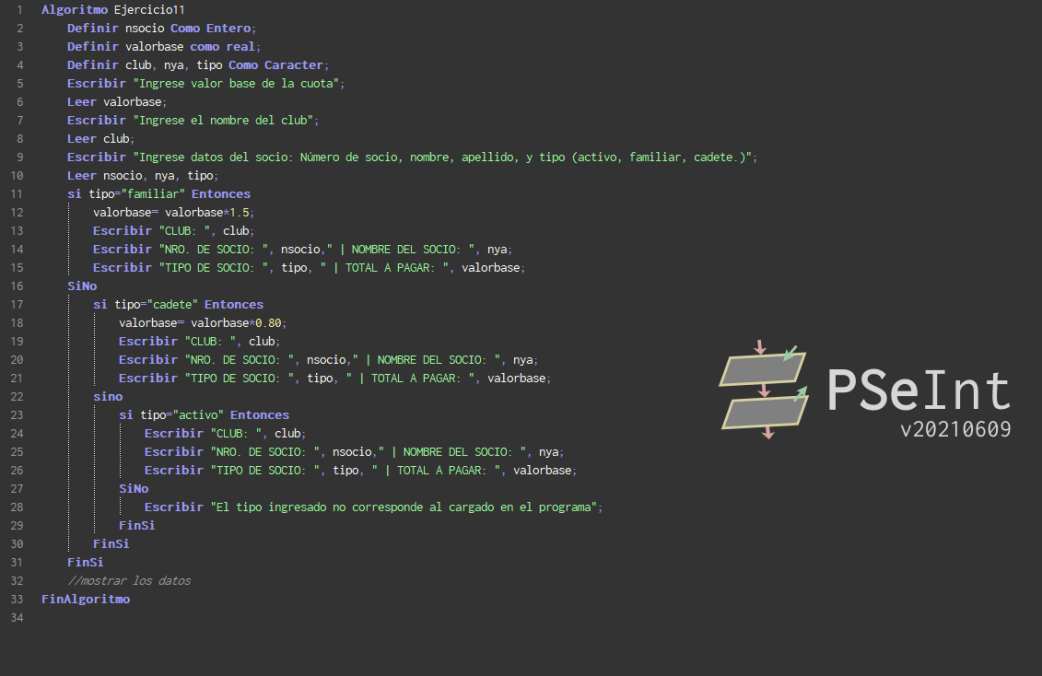 1 Algoritmo Ejercicio11
2 Definir nsocio Como Entero;
3 Definir valorbase como real;
4 Definir club, nya, tipo Como Caracter;
5 Escribir "Ingrese valor base de la cuota";
6 Leer valorbase;
7 Escribir "Ingrese el nombre del club";
8 Leer club;
9 Escribir "Ingrese datos del socio: Número de socio, nombre, apellido, y tipo (activo, familiar, cadete.)";
10 Leer nsocio, nya, tipo;
11 si tipo="familiar" Entonces
12 valorbase= valorbase*1.5;
13 Escribir "CLUB: ", club;
14 Escribir "NRO. DE SOCIO: ", nsocio," | NOMBRE DEL SOCIO: ", nya;
15 Escribir "TIPO DE SOCIO: ", tipo, " | TOTAL A PAGAR: ", valorbase;
16 SiNo
17 si tipo="cadete" Entonces
18 valorbase= valorbase*0.80;
19 Escribir "CLUB: ", club;
20 Escribir "NRO. DE SOCIO: ", nsocio," | NOMBRE DEL SOCIO: ", nya;
21 Escribir "TIPO DE SOCIO: ", tipo, " | TOTAL A PAGAR: ", valorbase;
22 sino
23 si tipo="activo" Entonces
24 Escribir "CLUB: ", club;
25 Escribir "NRO. DE SOCIO: ", nsocio," | NOMBRE DEL SOCIO: ", nya;
26 Escribir "TIPO DE SOCIO: ", tipo, " | TOTAL A PAGAR: ", valorbase;
27 SiNo
28 Escribir "El tipo ingresado no corresponde al cargado en el programa";
29 FinSi
30 FinSi
31 FinSi
32 //mostrar los datos
33 FinAlgoritmo
34
PSeInt
v20210609